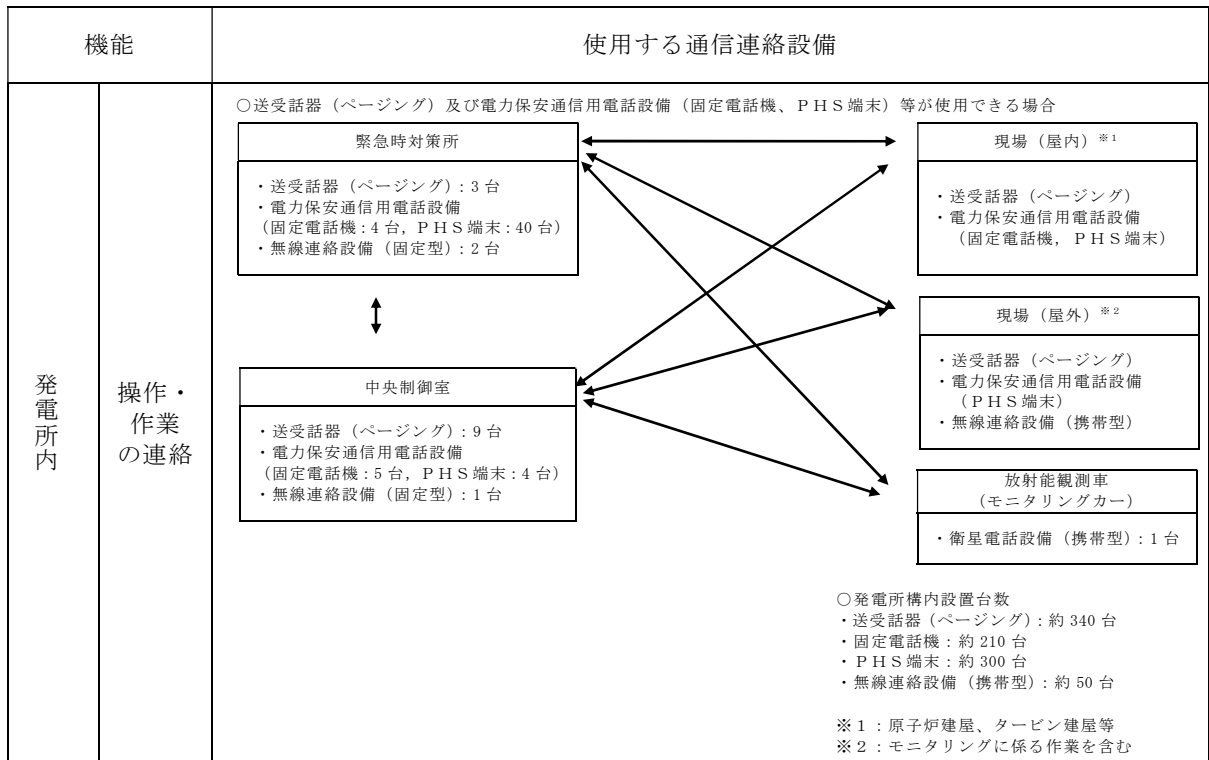 機能
使用する通信連絡設備
発電所内
操作・
作業
の連絡
○送受話器（ページング）及び電力保安通信用電話設備（固定電話機、ＰＨＳ端末）等が使用できる場合
緊急時対策所
・送受話器（ページング）：3 台
・電力保安通信用電話設備
（固定電話機：4 台，ＰＨＳ端末：40 台）
・無線連絡設備（固定型）：2 台
中央制御室
・送受話器（ページング）：9 台
・電力保安通信用電話設備
（固定電話機：5 台，ＰＨＳ端末：4 台）
・無線連絡設備（固定型）：1 台
現場（屋内）※1
・送受話器（ページング）
・電力保安通信用電話設備
（固定電話機，ＰＨＳ端末）
現場（屋外）※2
・送受話器（ページング）
・電力保安通信用電話設備
（ＰＨＳ端末）
・無線連絡設備（携帯型）
放射能観測車
（モニタリングカー）
・衛星電話設備（携帯型）：1 台
○発電所構内設置台数
・送受話器（ページング）：約 340 台
・固定電話機：約 210 台
・ＰＨＳ端末：約 300 台
・無線連絡設備（携帯型）：約 50 台
※１：原子炉建屋、タービン建屋等
※２：モニタリングに係る作業を含む